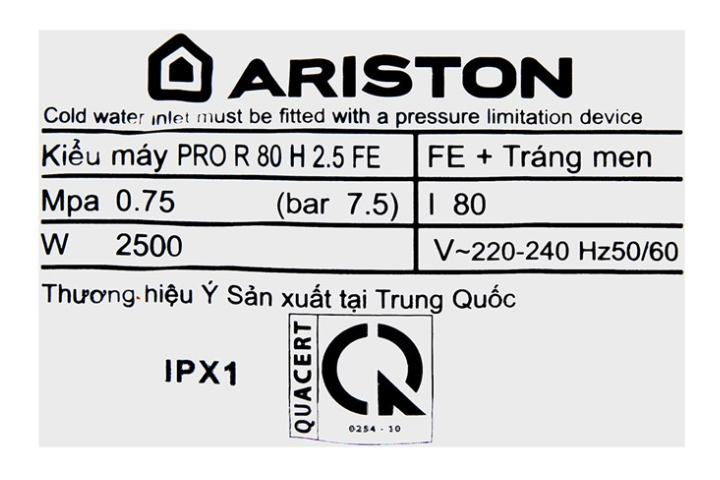 ARISTON
Cold water inlet must be fitted with a pressure limitation device
Kiểu máy PRO R 80 H 2.5 FE FE + Tráng men
Mpa 0.75 (bar 7.5) l 80
W 2500 V~220-240 Hz50/60
Thương hiệu Ý Sản xuất tại Trung Quốc
IPX1
QUACERT
0254 - 10